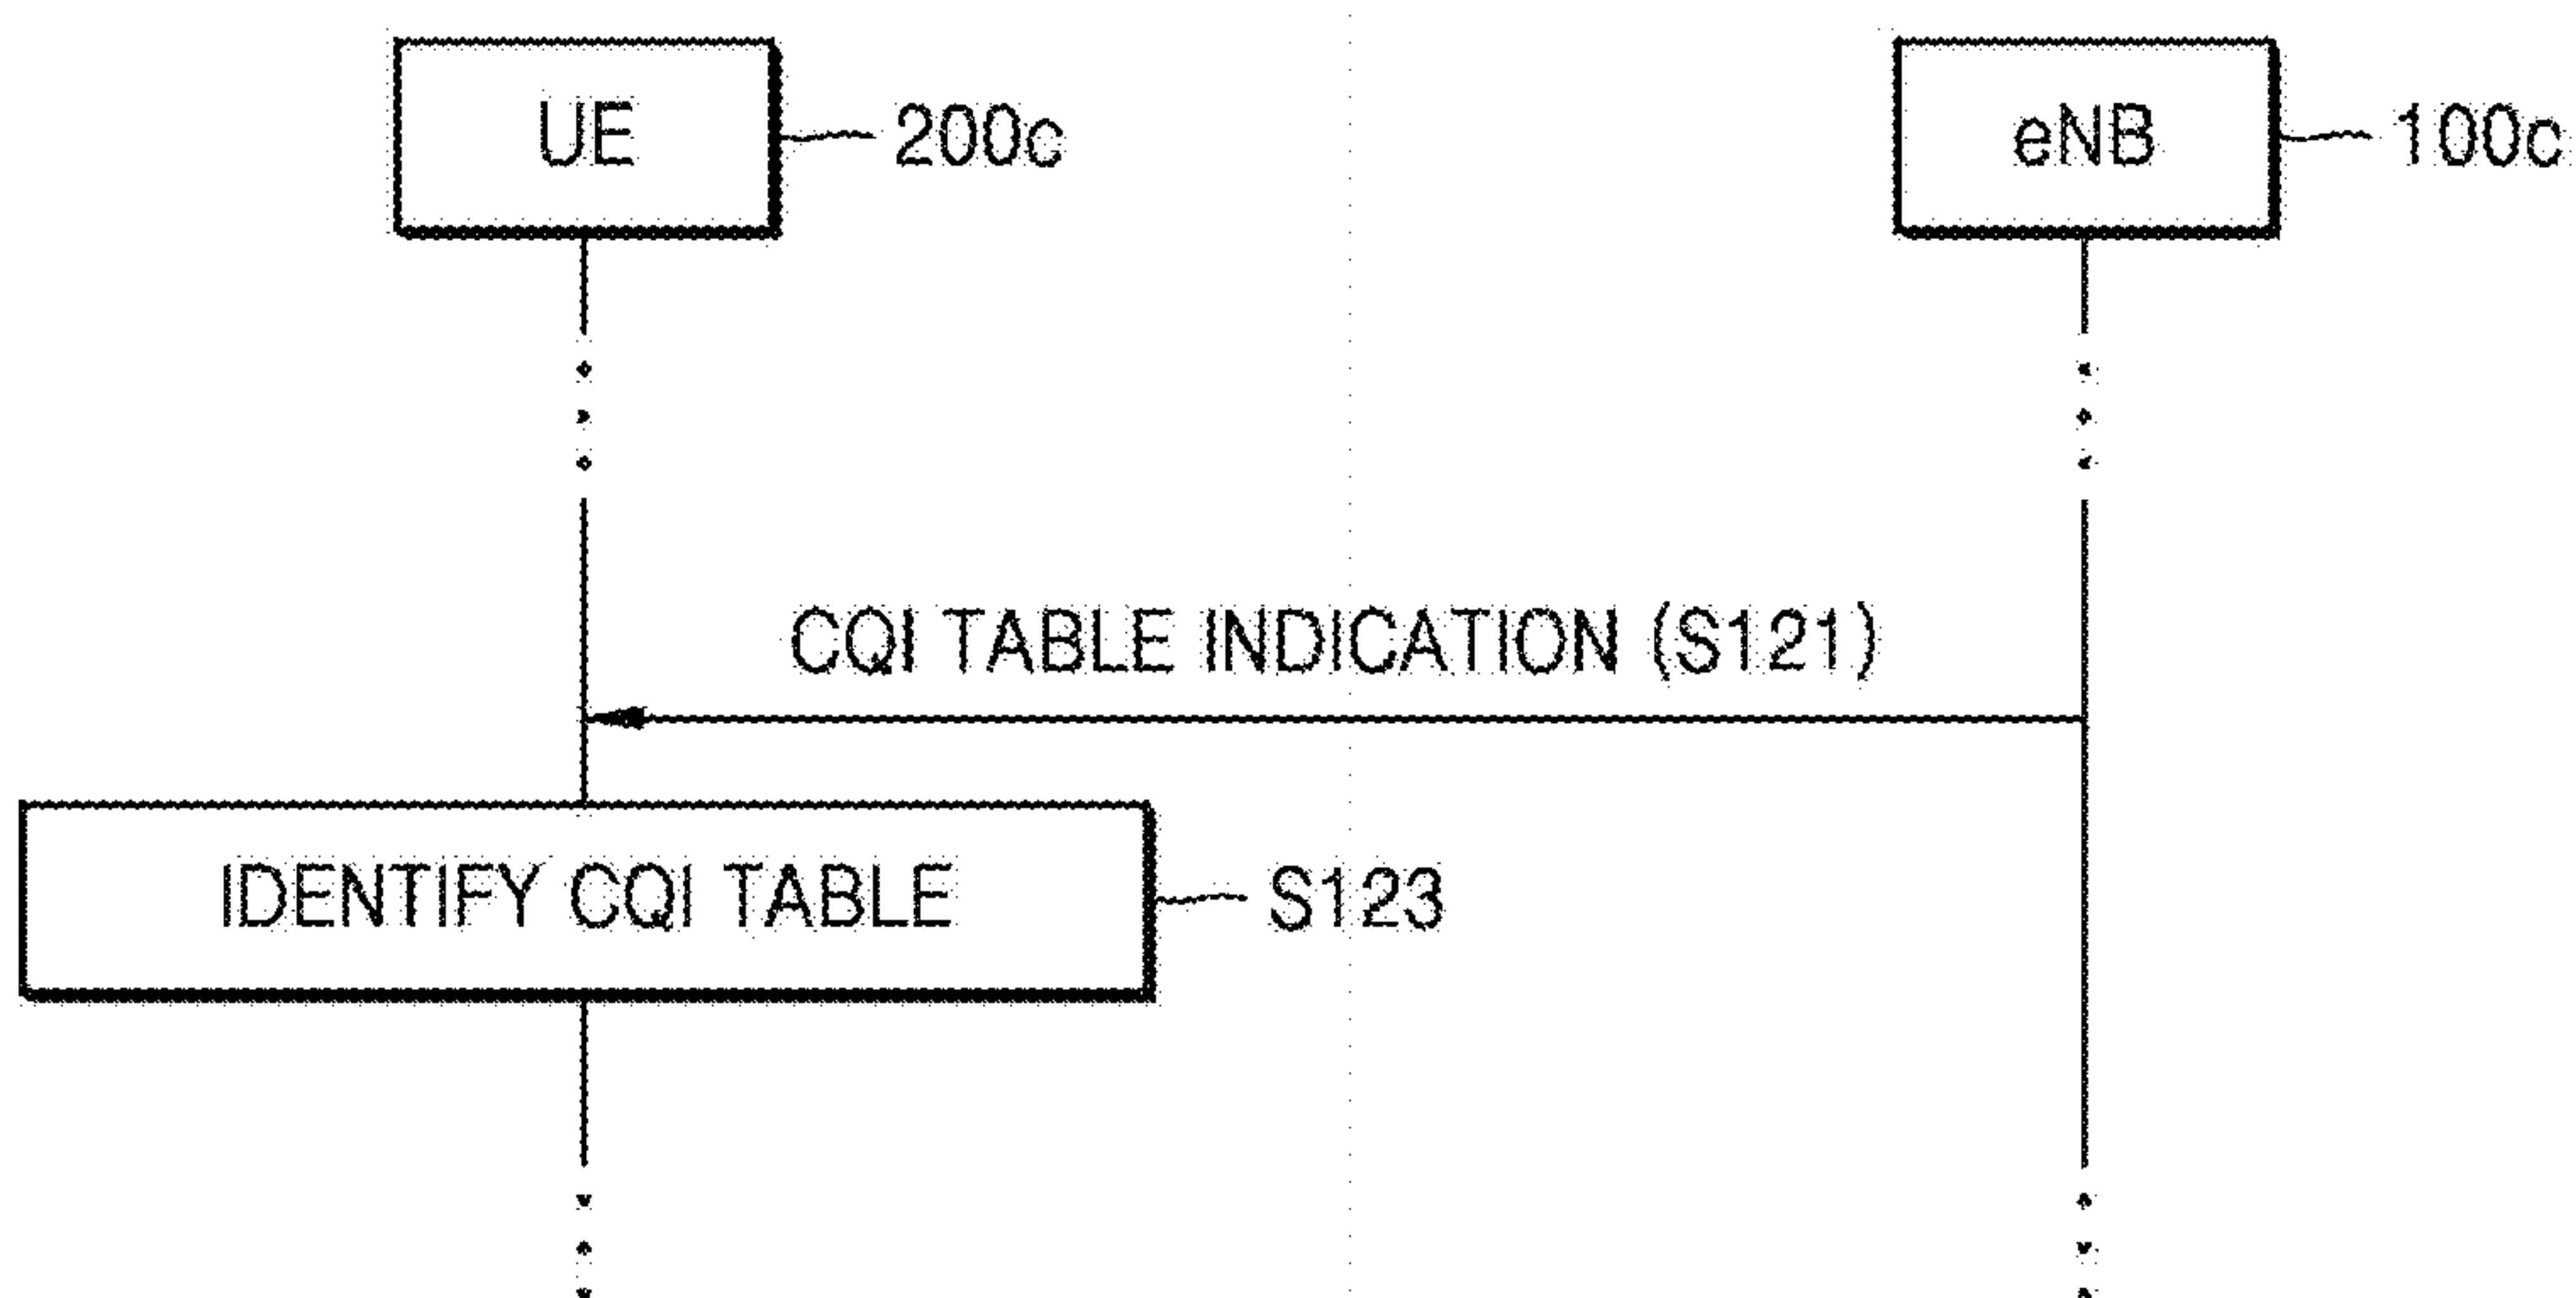 UE 200c eNB 100c
CQI TABLE INDICATION (S121)
IDENTIFY CQI TABLE S123